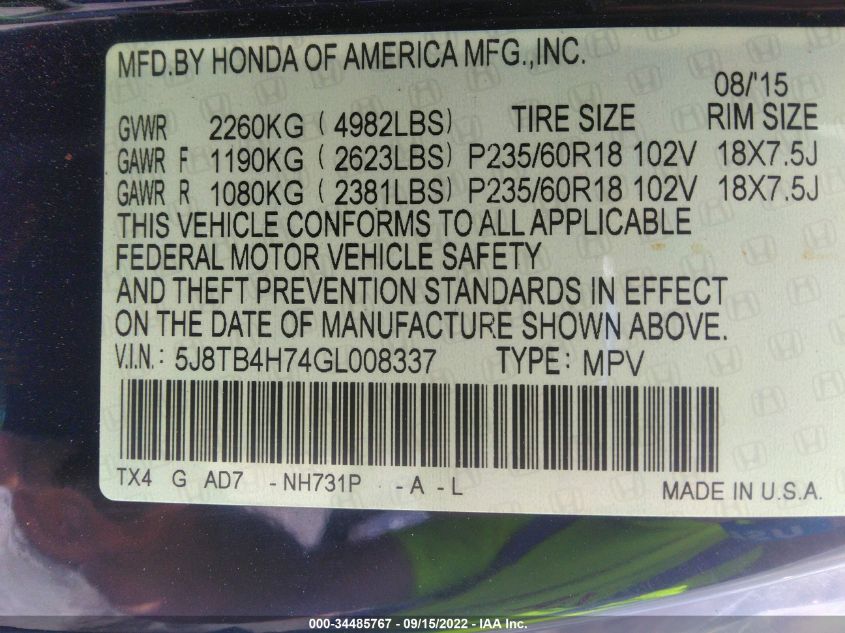 MFD.BY HONDA OF AMERICA MFG.,INC.
08/'15
GVWR 2260KG ( 4982LBS) TIRE SIZE RIM SIZE
GAWR F 1190KG ( 2623LBS) P235/60R18 102V 18X7.5J
GAWR R 1080KG ( 2381LBS) P235/60R18 102V 18X7.5J
THIS VEHICLE CONFORMS TO ALL APPLICABLE
FEDERAL MOTOR VEHICLE SAFETY
AND THEFT PREVENTION STANDARDS IN EFFECT
ON THE DATE OF MANUFACTURE SHOWN ABOVE.
V.I.N.: 5J8TB4H74GL008337 TYPE: MPV
TX4 G AD7 -NH731P -A -L
MADE IN U.S.A.
000-34485767 - 09/15/2022 - IAA Inc.